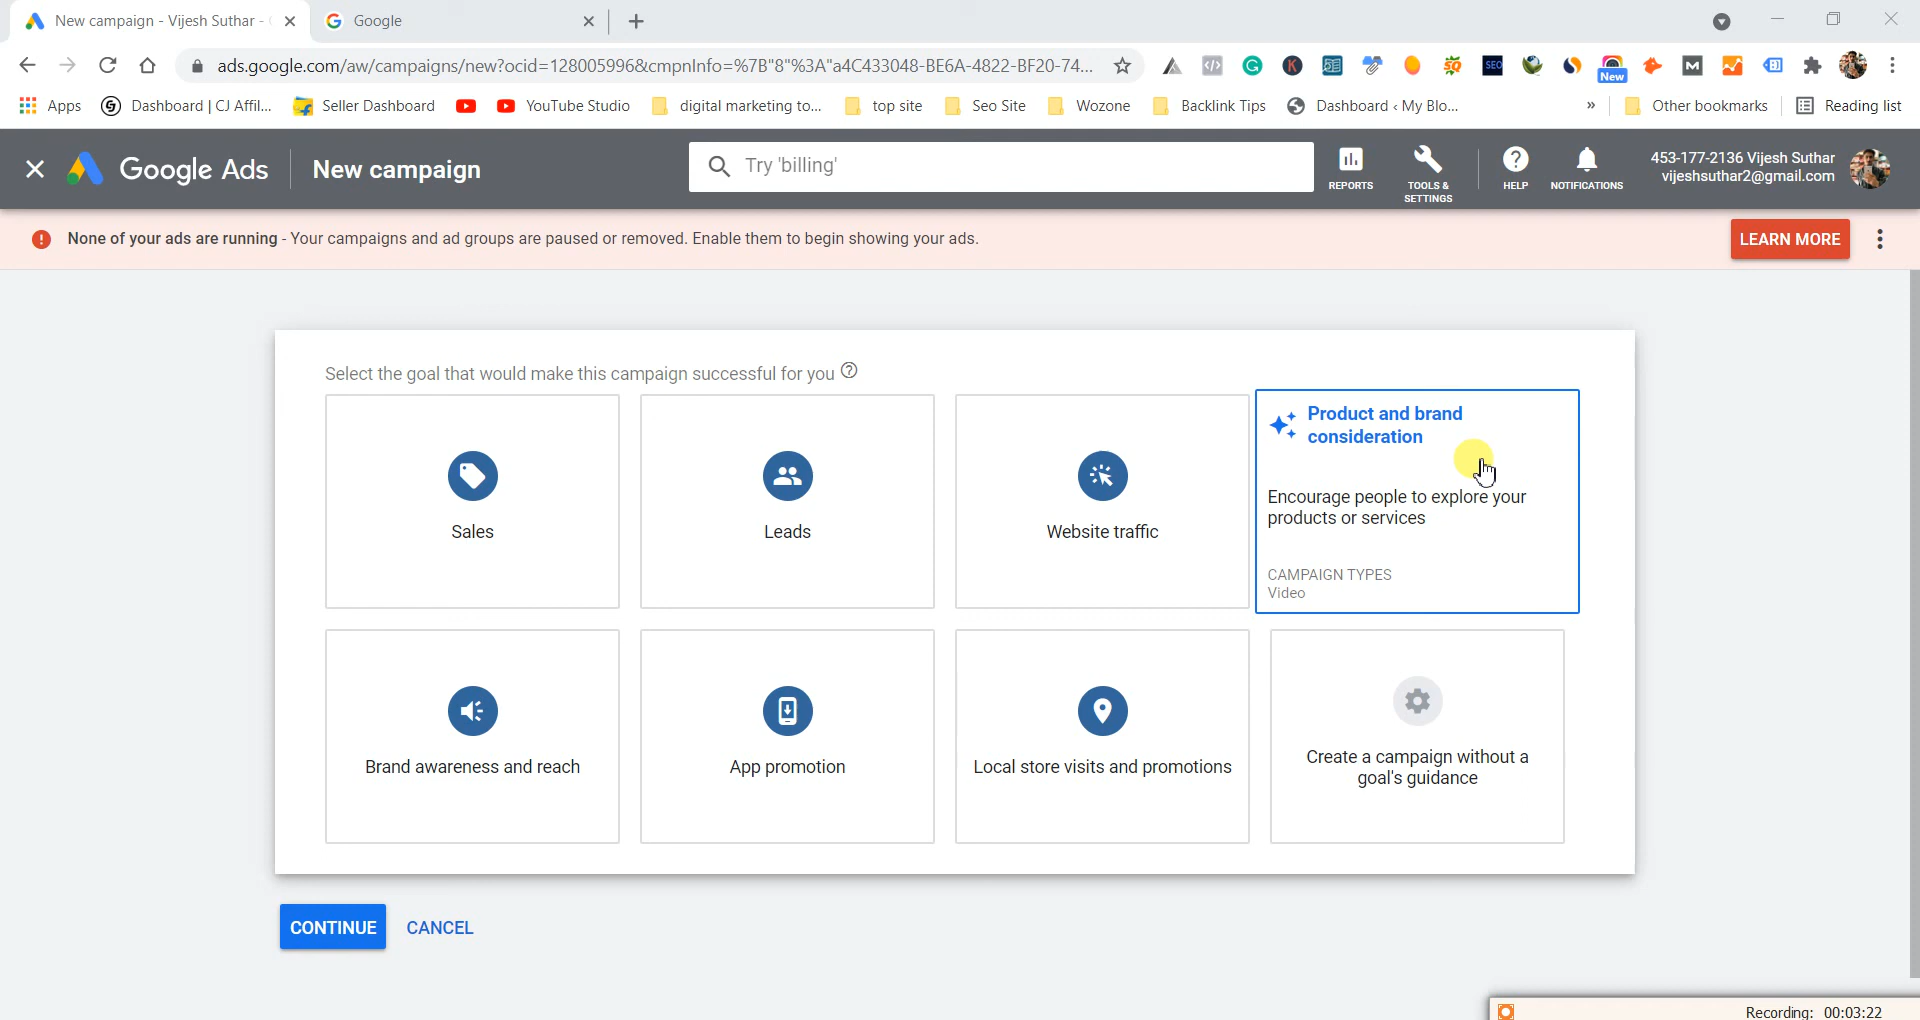 New campaign - Vijesh Suthar -
Google
ads.google.com/aw/campaigns/new?ocid=128005996&cmpnInfo=%7B"8"%3A"a4C433048-BE6A-4822-BF20-74...
New
Apps
Dashboard | CJ Affil...
Seller Dashboard
YouTube Studio
digital marketing to...
top site
Seo Site
Wozone
Backlink Tips
Dashboard ‹ My Blo...
»
Other bookmarks
Reading list
Google Ads
New campaign
Try 'billing'
REPORTS
TOOLS &
SETTINGS
HELP
NOTIFICATIONS
453-177-2136 Vijesh Suthar
vijeshsuthar2@gmail.com
None of your ads are running - Your campaigns and ad groups are paused or removed. Enable them to begin showing your ads.
LEARN MORE
Select the goal that would make this campaign successful for you
Sales
Leads
Website traffic
Product and brand
consideration
Encourage people to explore your
products or services
CAMPAIGN TYPES
Video
Brand awareness and reach
App promotion
Local store visits and promotions
Create a campaign without a
goal's guidance
CONTINUE
CANCEL
Recording: 00:03:22